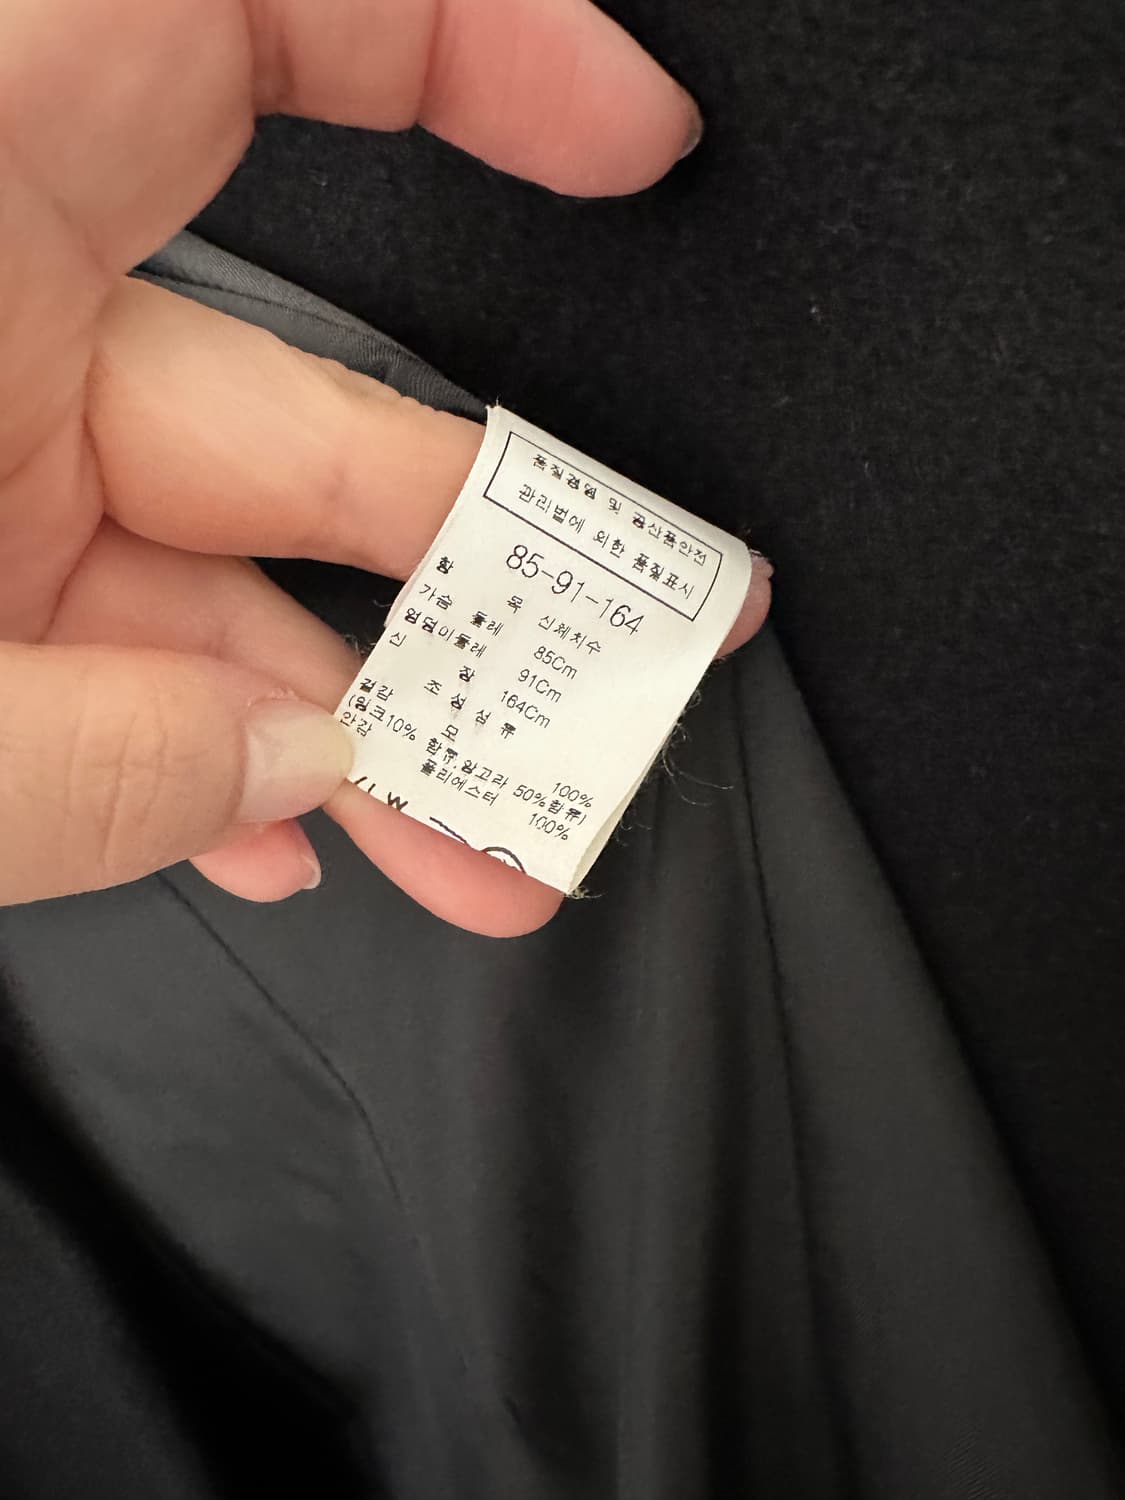 품질경영 및 공산품안전
관리법에 의한 품질표시
85-91-164
항 목 신체치수
가슴둘레 85Cm
엉덩이둘레 91Cm
신 장 164Cm
조성섬유
겉감 모 100%
(밍크10% 함유.앙고라 50%함유)
안감 폴리에스터 100%